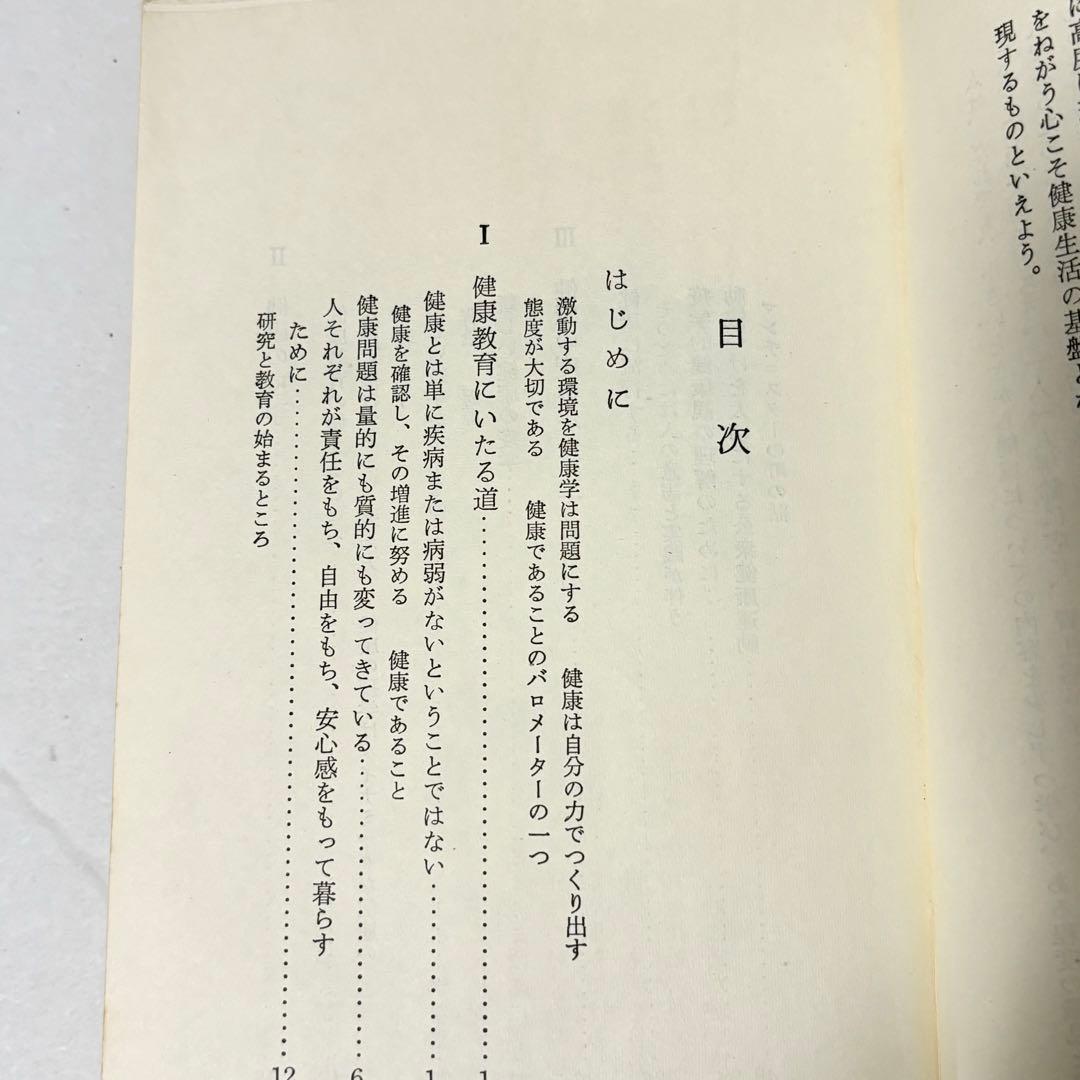 をねがう心こそ健康生活の基盤と
現するものといえよう。
目次
はじめに
激動する環境を健康学は問題にする　健康は自分の力でつくり出す
態度が大切である　健康であることのバロメーターの一つ
I 健康教育にいたる道……………………1
健康とは単に疾病または病弱がないということではない……………1
健康を確認し、その増進に努める　健康であること
健康問題は量的にも質的にも変ってきている……………………6
人それぞれが責任をもち、自由をもち、安心感をもって暮らす
ために……………………12
研究と教育の始まるところ